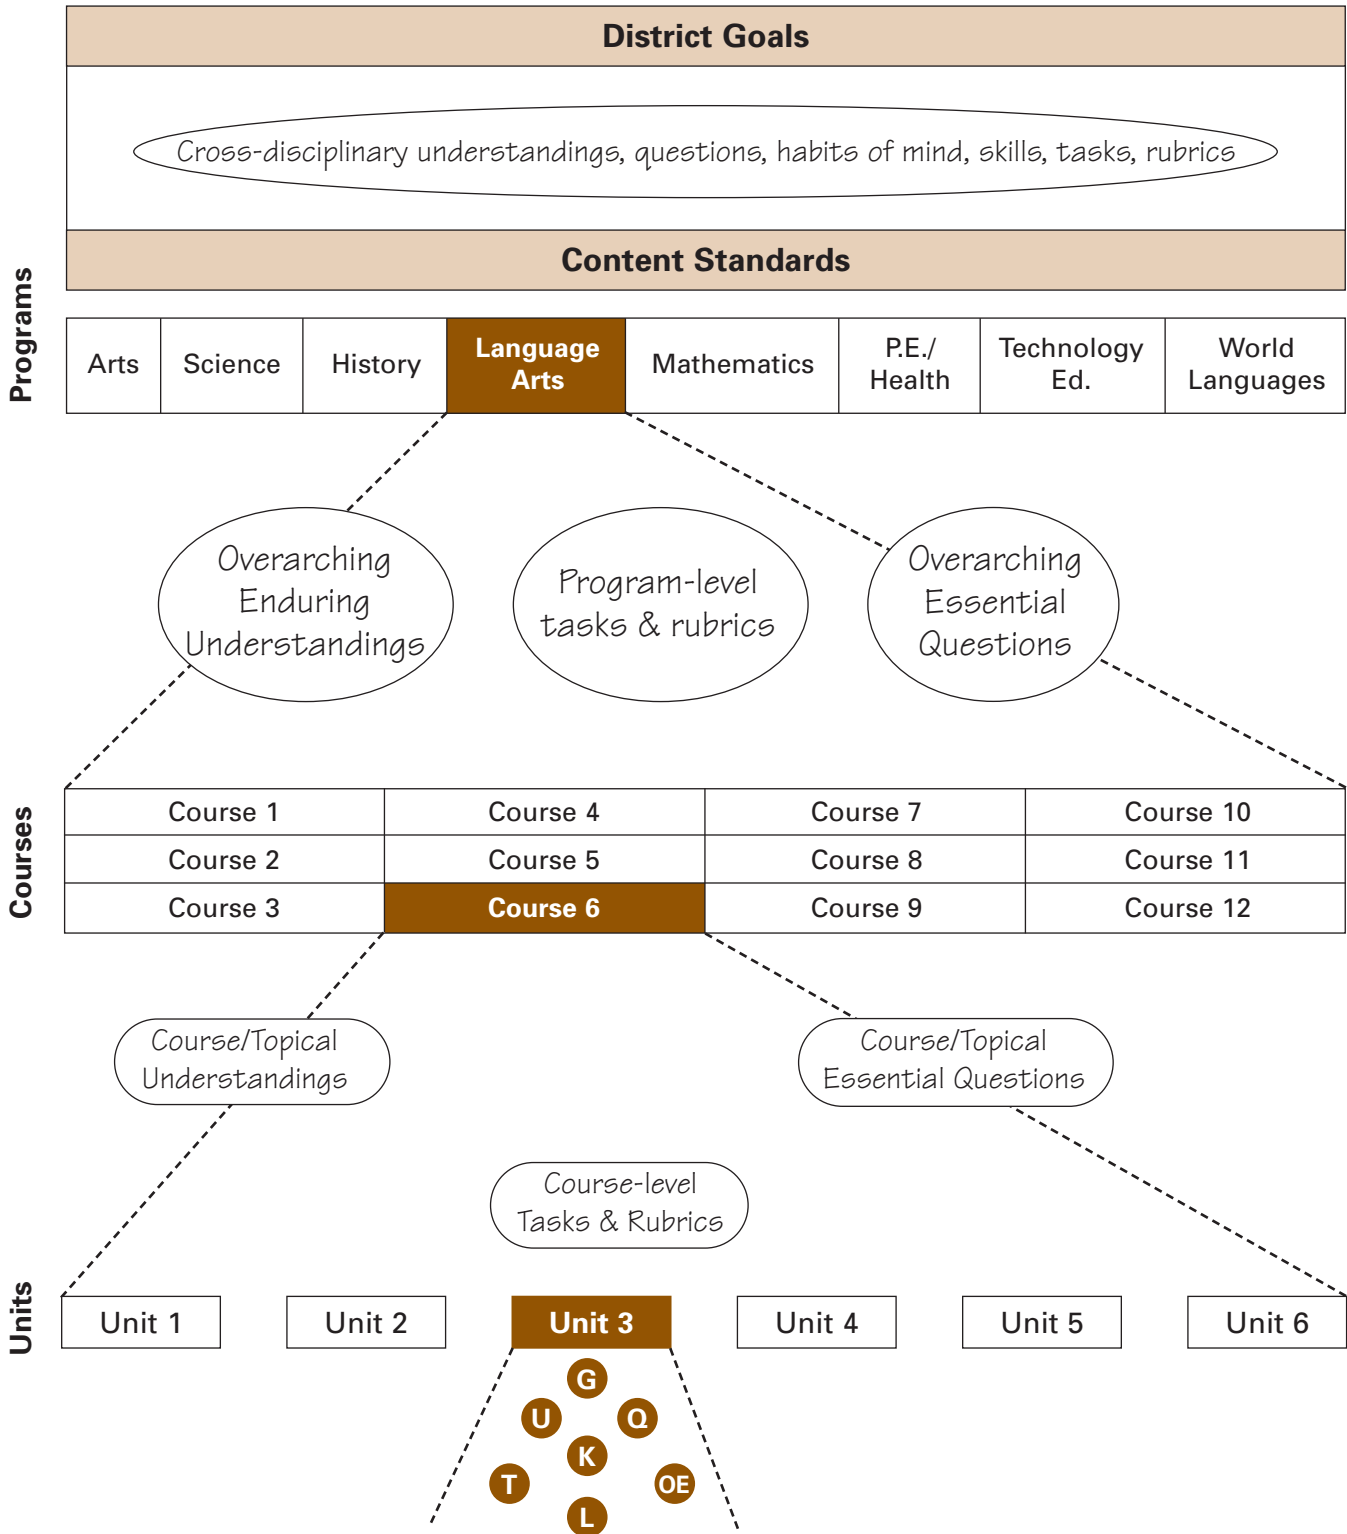 District Goals
Cross-disciplinary understandings, questions, habits of mind, skills, tasks, rubrics
Content Standards
Programs
Arts
Science
History
Language
Arts
Mathematics
P.E./
Health
Technology
Ed.
World
Languages
Overarching
Enduring
Understandings
Program-level
tasks & rubrics
Overarching
Essential
Questions
Courses
Course 1
Course 4
Course 7
Course 10
Course 2
Course 5
Course 8
Course 11
Course 3
Course 6
Course 9
Course 12
Course/Topical
Understandings
Course/Topical
Essential Questions
Course-level
Tasks & Rubrics
Units
Unit 1
Unit 2
Unit 3
Unit 4
Unit 5
Unit 6
G
U
Q
K
T
OE
L